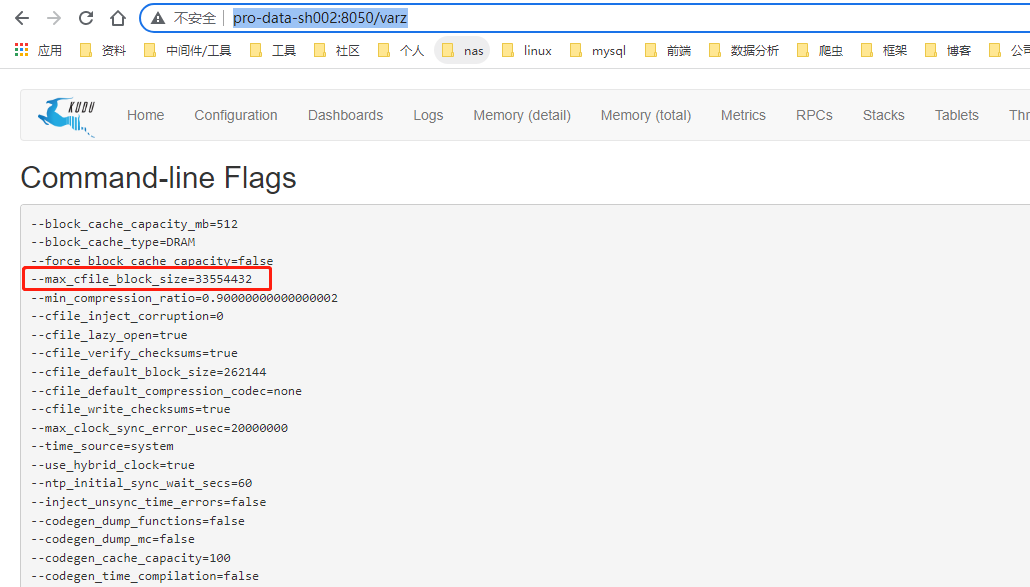 不安全 pro-data-sh002:8050/varz
应用 资料 中间件/工具 工具 社区 个人 nas linux mysql 前端 数据分析 爬虫 框架 博客 公司
KUDU Home Configuration Dashboards Logs Memory (detail) Memory (total) Metrics RPCs Stacks Tablets Thr
Command-line Flags
--block_cache_capacity_mb=512
--block_cache_type=DRAM
--force_block_cache_capacity=false
--max_cfile_block_size=33554432
--min_compression_ratio=0.90000000000000002
--cfile_inject_corruption=0
--cfile_lazy_open=true
--cfile_verify_checksums=true
--cfile_default_block_size=262144
--cfile_default_compression_codec=none
--cfile_write_checksums=true
--max_clock_sync_error_usec=20000000
--time_source=system
--use_hybrid_clock=true
--ntp_initial_sync_wait_secs=60
--inject_unsync_time_errors=false
--codegen_dump_functions=false
--codegen_dump_mc=false
--codegen_cache_capacity=100
--codegen_time_compilation=false